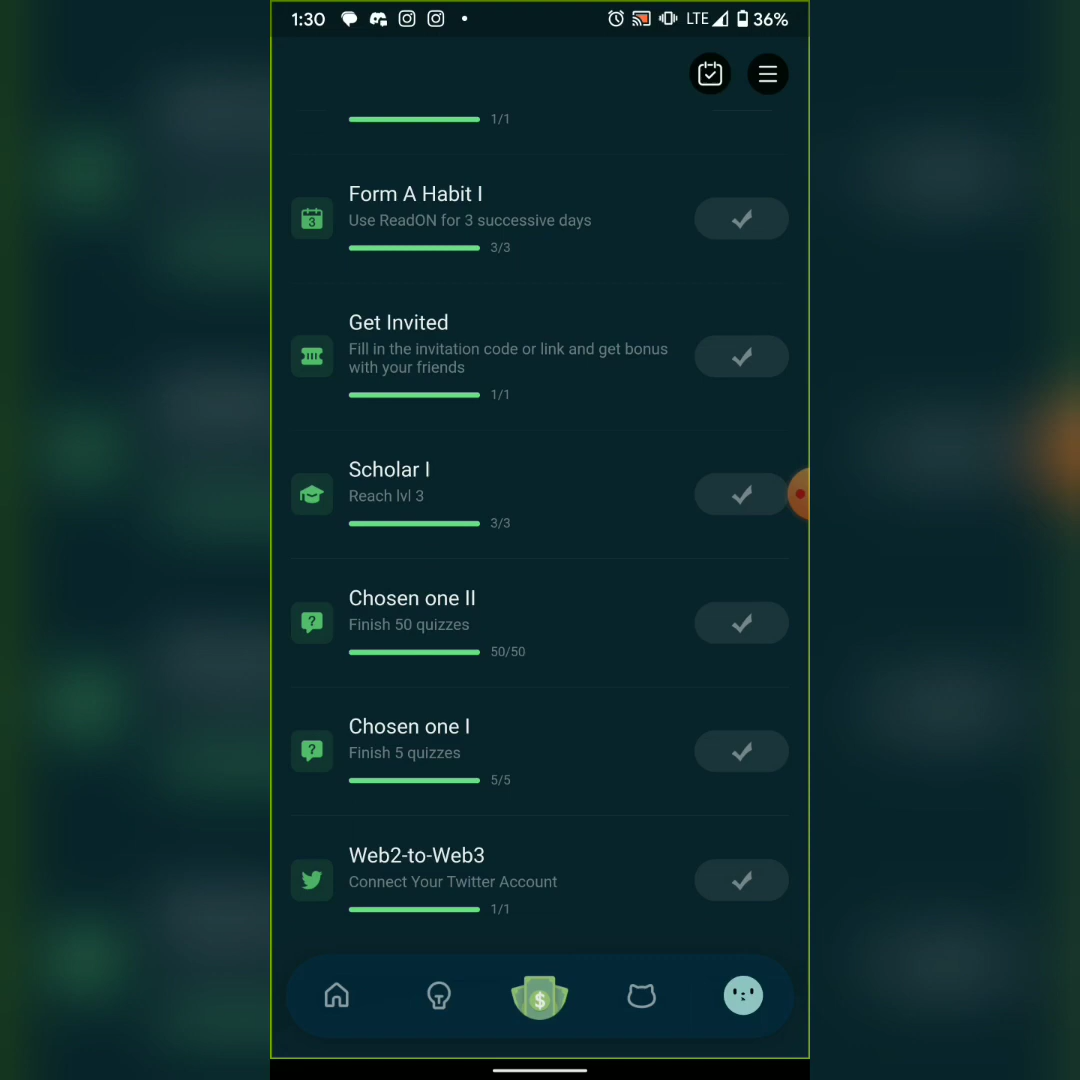 1:30 LTE 36%
1/1
Form A Habit I
3
Use ReadON for 3 successive days
3/3
Get Invited
Fill in the invitation code or link and get bonus
with your friends
1/1
Scholar I
Reach lvl 3
3/3
Chosen one II
?
Finish 50 quizzes
50/50
Chosen one I
?
Finish 5 quizzes
5/5
Web2-to-Web3
Connect Your Twitter Account
1/1
$